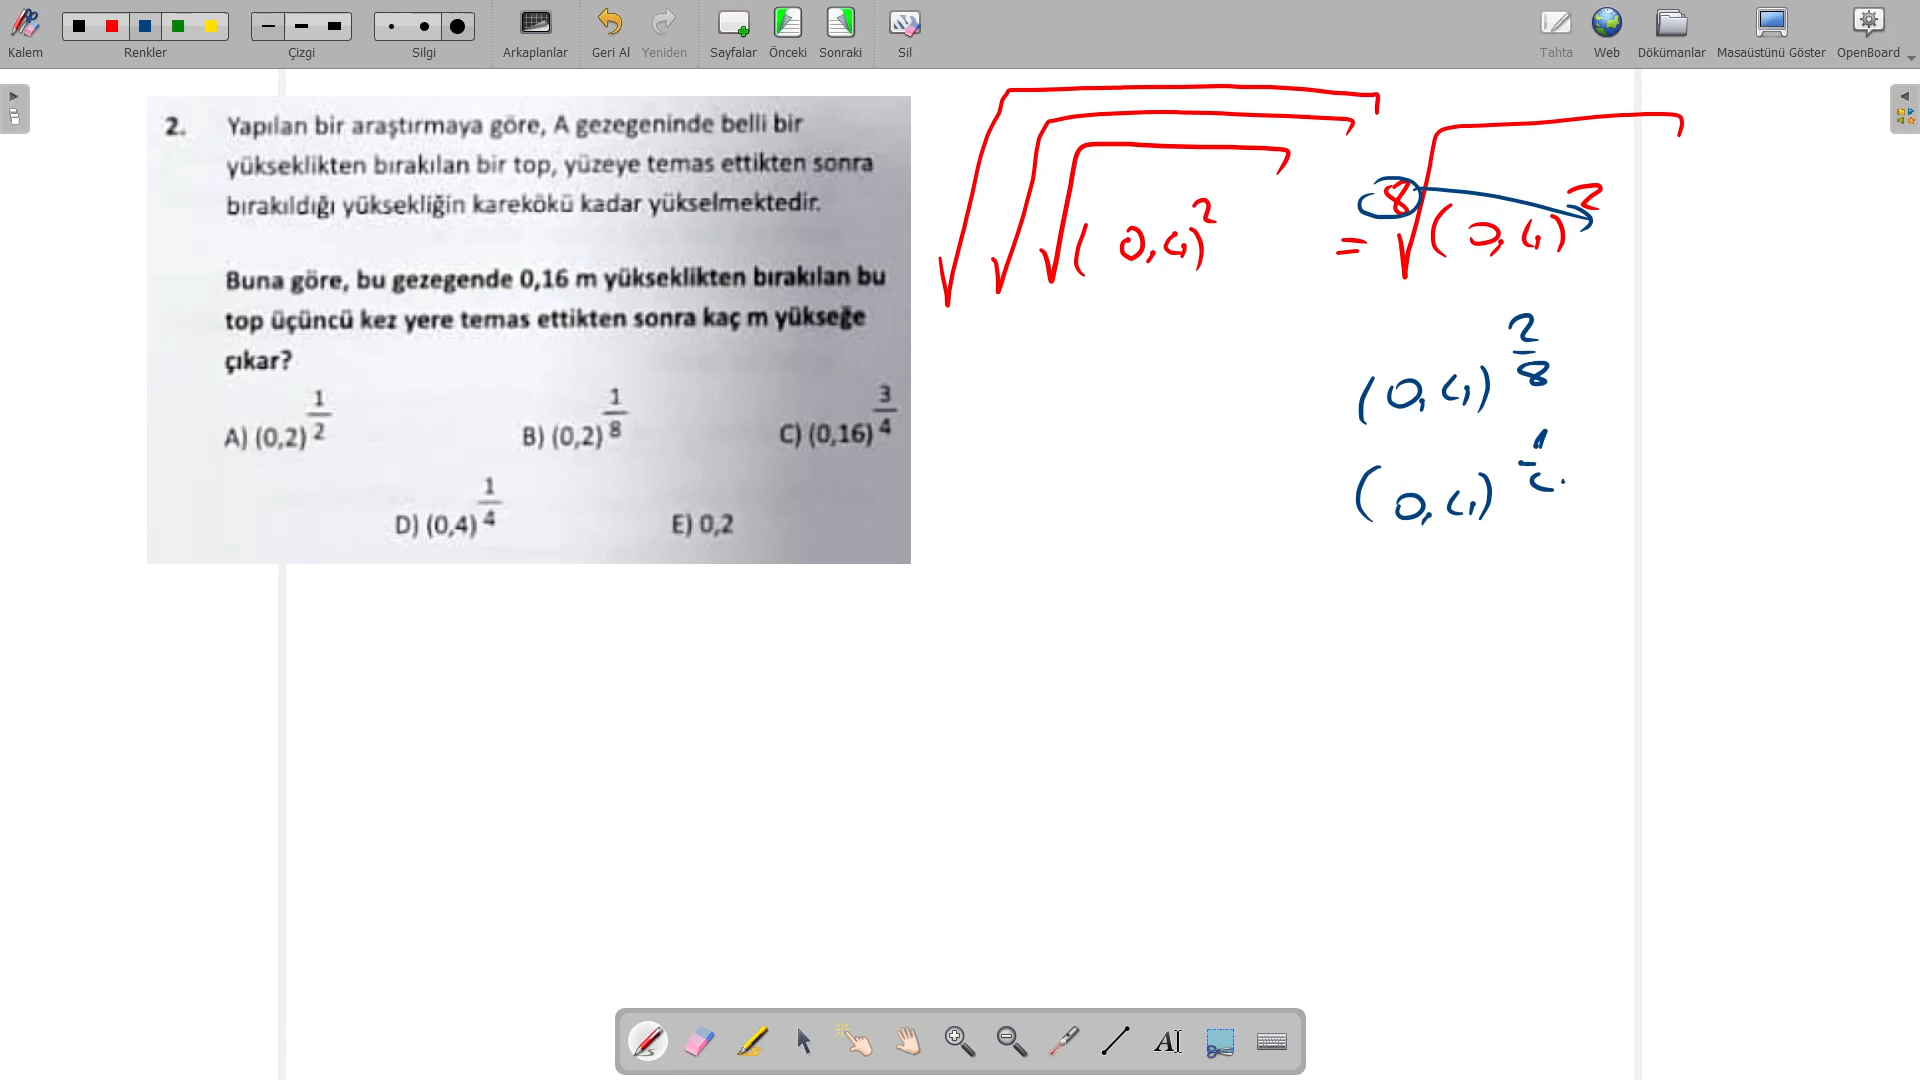 Kalem
Renkler
Çizgi
Silgi
Arkaplanlar
Geri Al
Yeniden
Sayfalar
Önceki
Sonraki
Sil
Tahta
Web
Dökümanlar
Masaüstünü Göster
OpenBoard
2. Yapılan bir araştırmaya göre, A gezegeninde belli bir
yükseklikten bırakılan bir top, yüzeye temas ettikten sonra
bırakıldığı yüksekliğin karekökü kadar yükselmektedir.
Buna göre, bu gezegende 0,16 m yükseklikten bırakılan bu
top üçüncü kez yere temas ettikten sonra kaç m yükseğe
çıkar?
A) (0,2)^(1/2) B) (0,2)^(1/8) C) (0,16)^(3/4)
D) (0,4)^(1/4) E) 0,2
√√√(0,4)² = ⁸√(0,4)²
(0,4)^(2/8)
(0,4)^(1/4)
AI